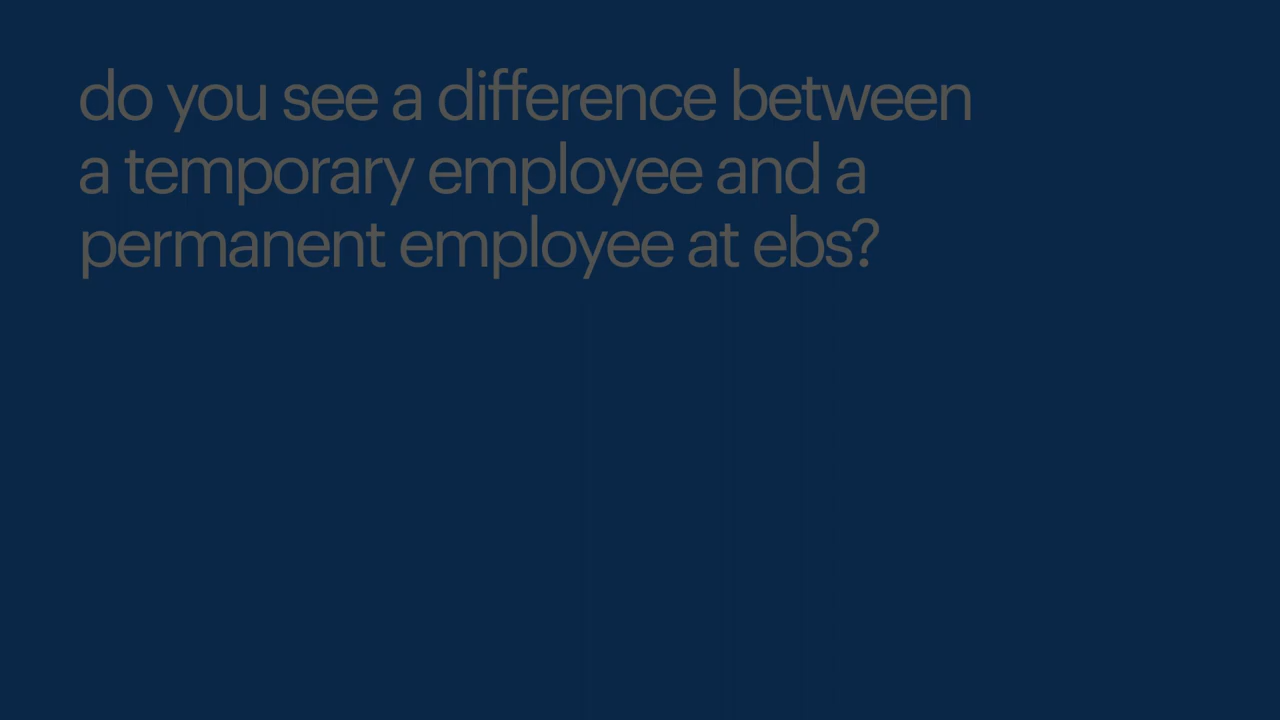 do you see a difference between
a temporary employee and a
permanent employee at ebs?